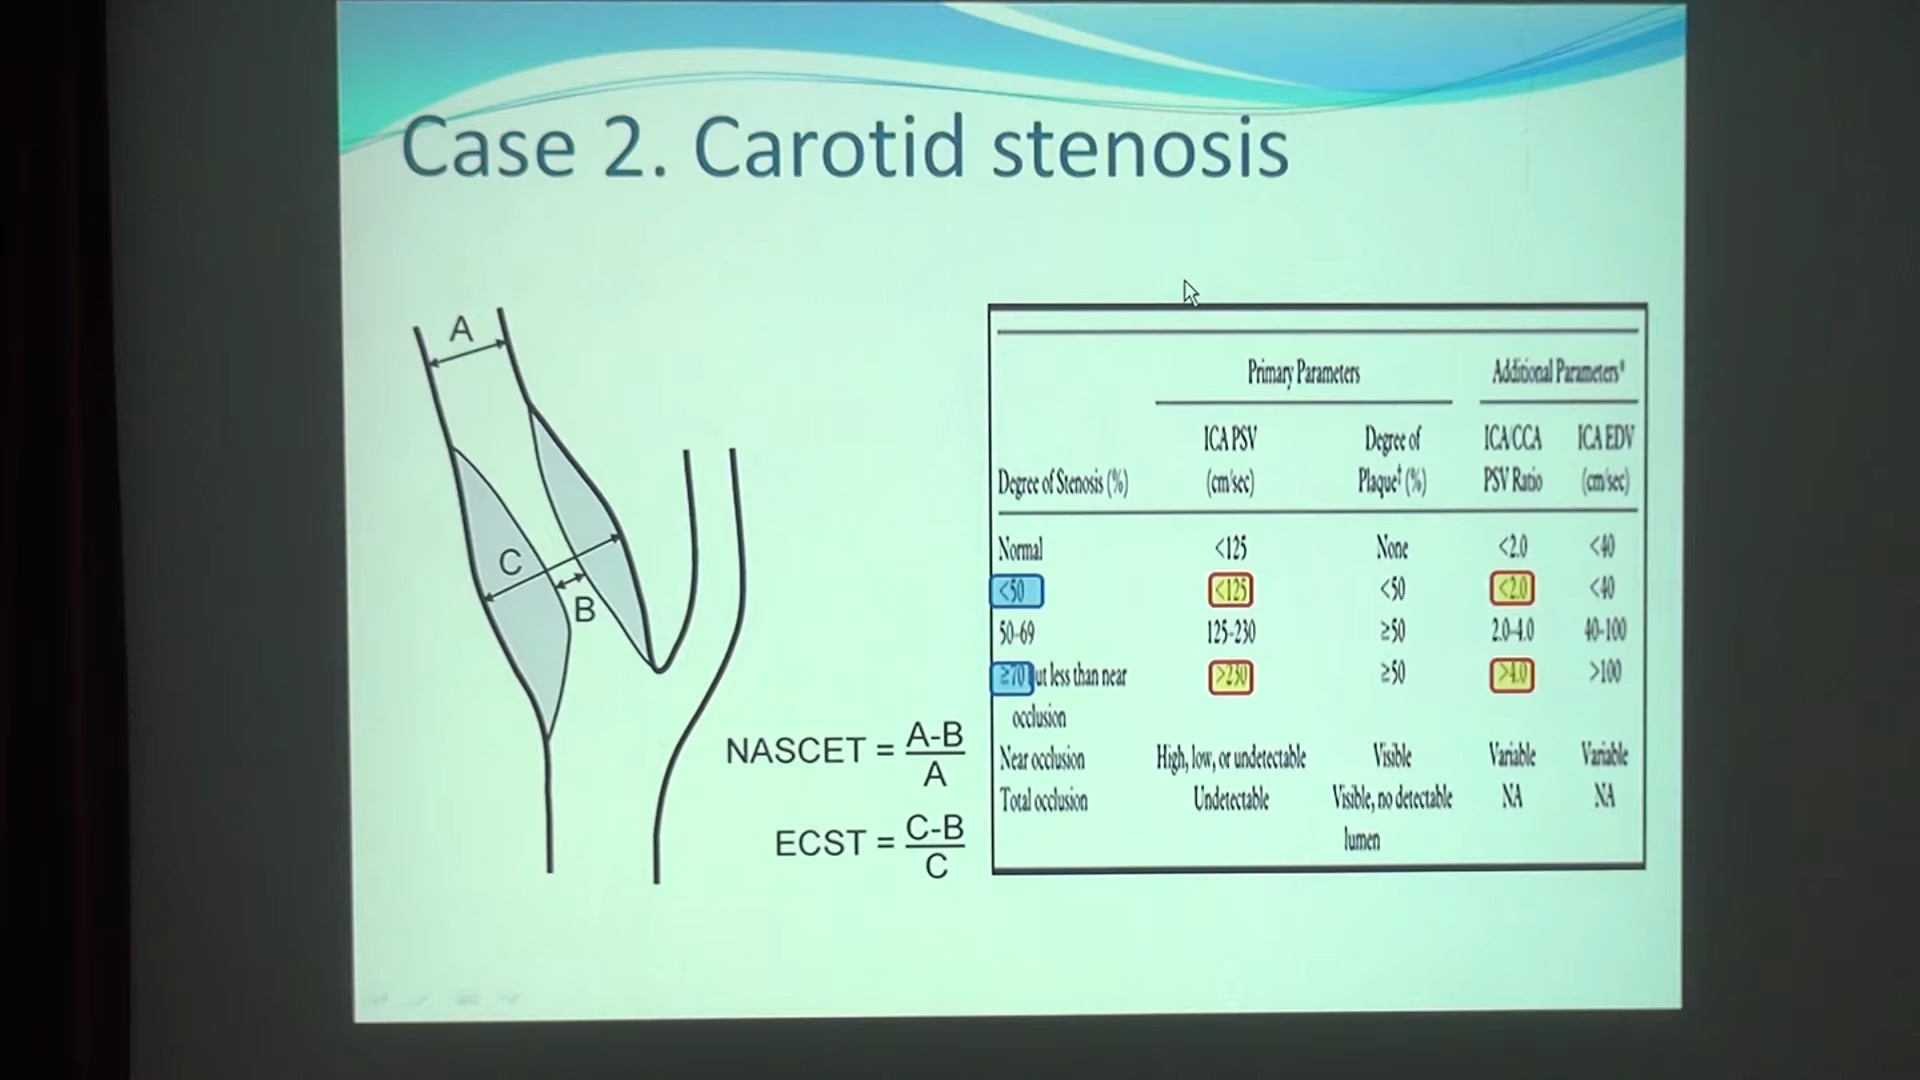 Case 2. Carotid stenosis
A
C
B
NASCET = A-B
A
ECST = C-B
C
Primary Parameters Additional Parameters*
ICA PSV Degree of ICA/CCA ICA EDV
Degree of Stenosis (%) (cm/sec) Plaque† (%) PSV Ratio (cm/sec)
Normal <125 None <2.0 <40
<50 <125 <50 <2.0 <40
50-69 125-230 ≥50 2.0-4.0 40-100
≥70 ut less than near >230 ≥50 >4.0 >100
occlusion
Near occlusion High, low, or undetectable Visible Variable Variable
Total occlusion Undetectable Visible, no detectable NA NA
lumen